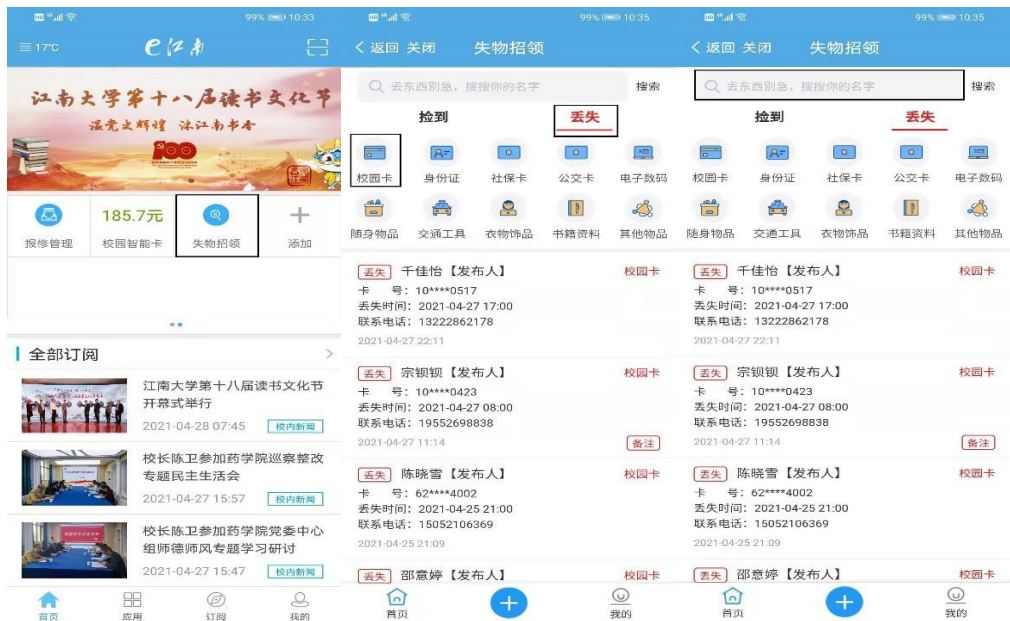 99% 10:33
17℃
e江南
江南大学第十八届读书文化节
温党史辉煌 沐江南书香
100
报修管理
185.7元
校园智能卡
失物招领
添加
全部订阅
江南大学第十八届读书文化节
开幕式举行
2021-04-28 07:45 校内新闻
校长陈卫参加药学院巡察整改
专题民主生活会
2021-04-27 15:57 校内新闻
校长陈卫参加药学院党委中心
组师德师风专题学习研讨
2021-04-27 15:47 校内新闻
首页 应用 订阅 我的
99% 10:35
返回 关闭 失物招领
丢东西别急，搜搜你的名字 搜索
捡到 丢失
校园卡 身份证 社保卡 公交卡 电子数码
随身物品 交通工具 衣物饰品 书籍资料 其他物品
丢失 千佳怡【发布人】 校园卡
卡 号：10****0517
丢失时间：2021-04-27 17:00
联系电话：13222862178
2021-04-27 22:11
丢失 宗钡钡【发布人】 校园卡
卡 号：10****0423
丢失时间：2021-04-27 08:00
联系电话：19552698838
2021-04-27 11:14 备注
丢失 陈晓雪【发布人】 校园卡
卡 号：62****4002
丢失时间：2021-04-25 21:00
联系电话：15052106369
2021-04-25 21:09
丢失 邵意婷【发布人】 校园卡
首页 我的
99% 10:35
返回 关闭 失物招领
丢东西别急，搜搜你的名字 搜索
捡到 丢失
校园卡 身份证 社保卡 公交卡 电子数码
随身物品 交通工具 衣物饰品 书籍资料 其他物品
丢失 千佳怡【发布人】 校园卡
卡 号：10****0517
丢失时间：2021-04-27 17:00
联系电话：13222862178
2021-04-27 22:11
丢失 宗钡钡【发布人】 校园卡
卡 号：10****0423
丢失时间：2021-04-27 08:00
联系电话：19552698838
2021-04-27 11:14 备注
丢失 陈晓雪【发布人】 校园卡
卡 号：62****4002
丢失时间：2021-04-25 21:00
联系电话：15052106369
2021-04-25 21:09
丢失 邵意婷【发布人】 校园卡
首页 我的